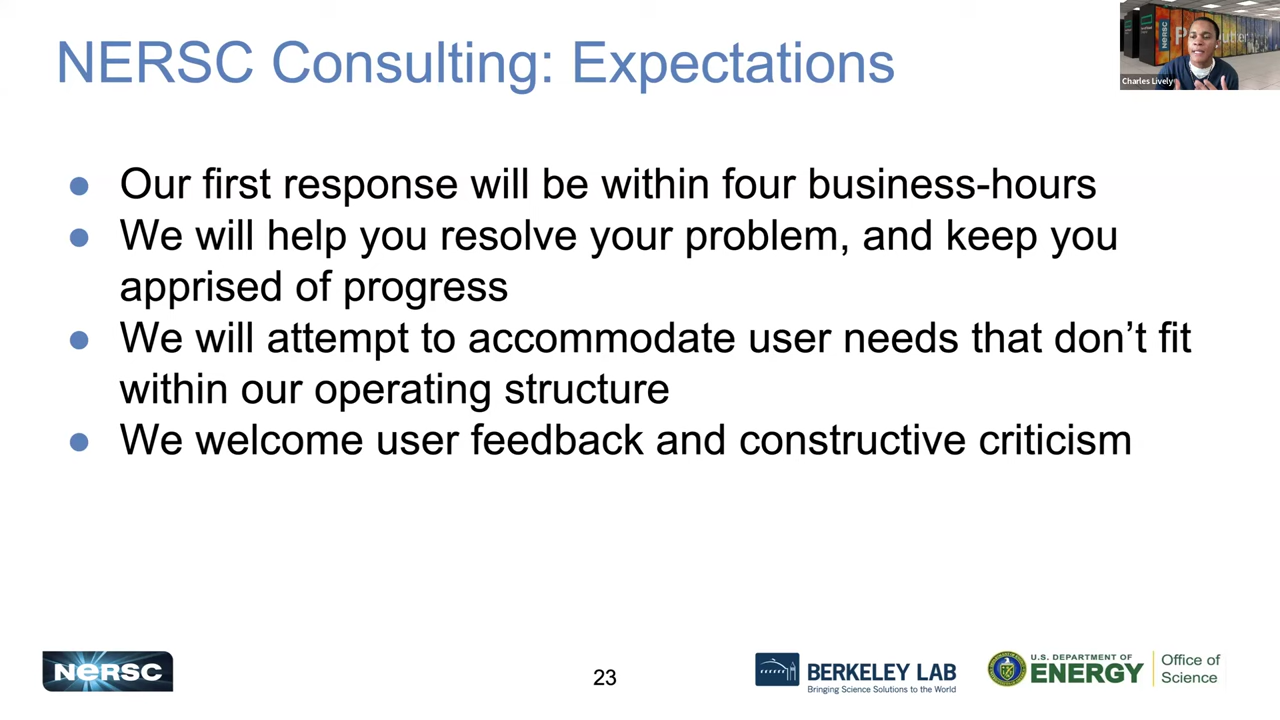 NERSC Consulting: Expectations
Charles Lively
● Our first response will be within four business-hours
● We will help you resolve your problem, and keep you
apprised of progress
● We will attempt to accommodate user needs that don’t fit
within our operating structure
● We welcome user feedback and constructive criticism
NERSC
23
BERKELEY LAB
Bringing Science Solutions to the World
U.S. DEPARTMENT OF
ENERGY
Office of
Science